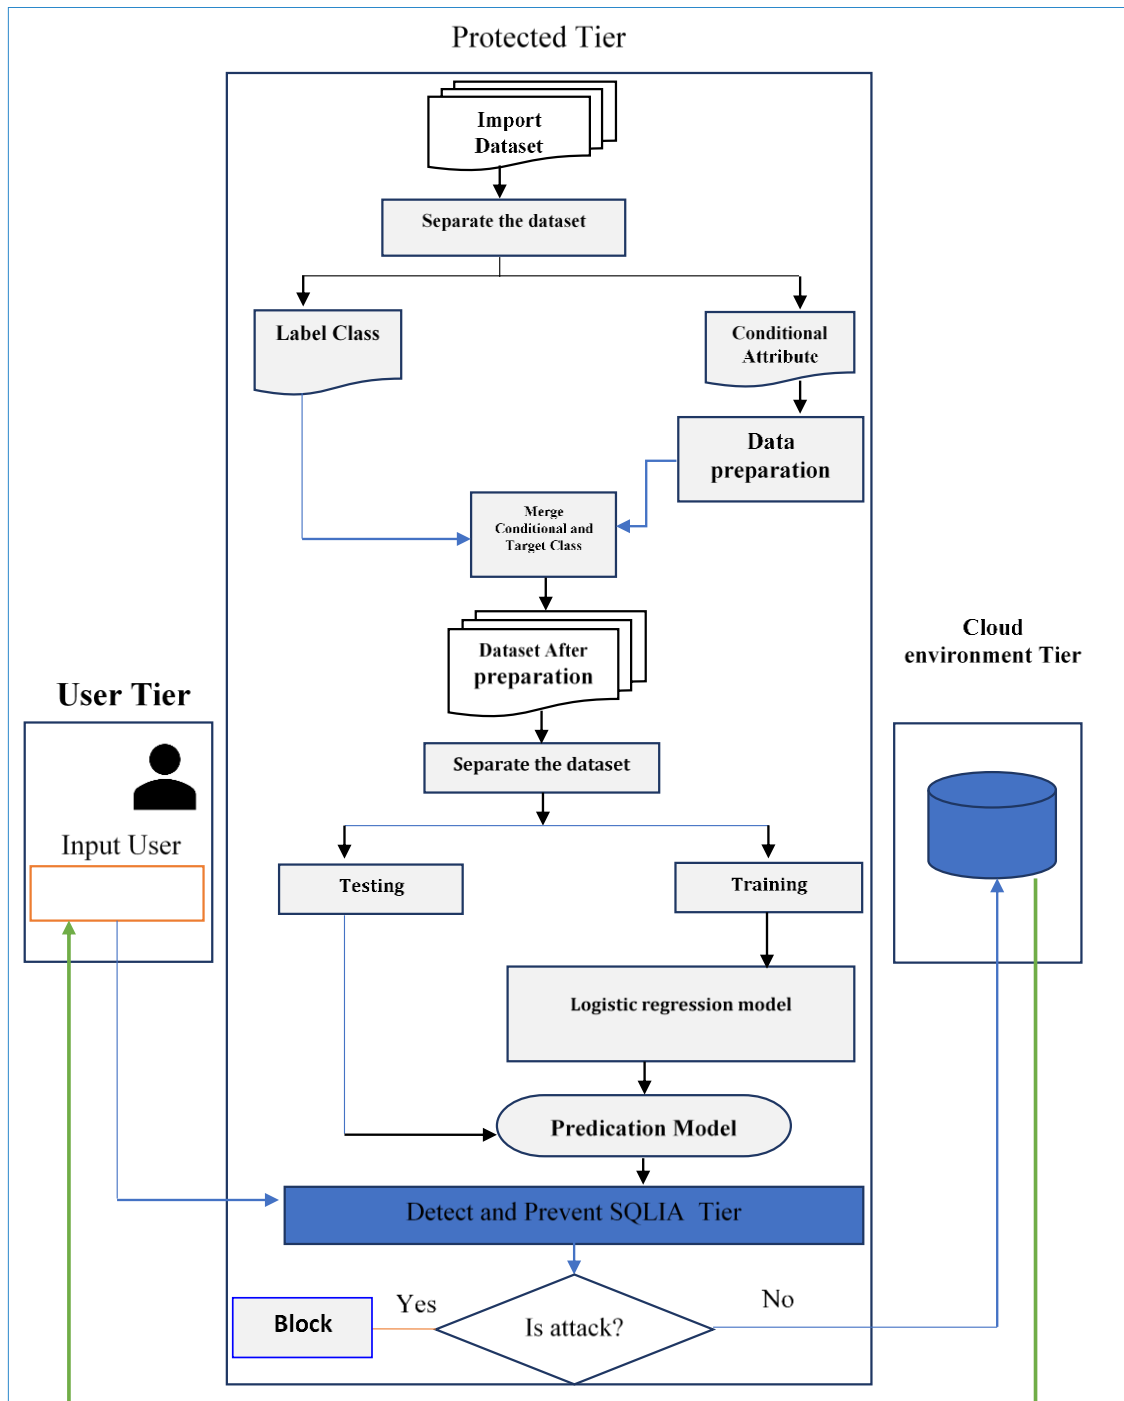 Protected Tier
Import
Dataset
Separate the dataset
Label Class
Conditional
Attribute
Data
preparation
Merge
Conditional and
Target Class
Dataset After
preparation
Cloud
environment Tier
User Tier
Separate the dataset
Input User
Testing
Training
Logistic regression model
Predication Model
Detect and Prevent SQLIA Tier
Yes
No
Block
Is attack?